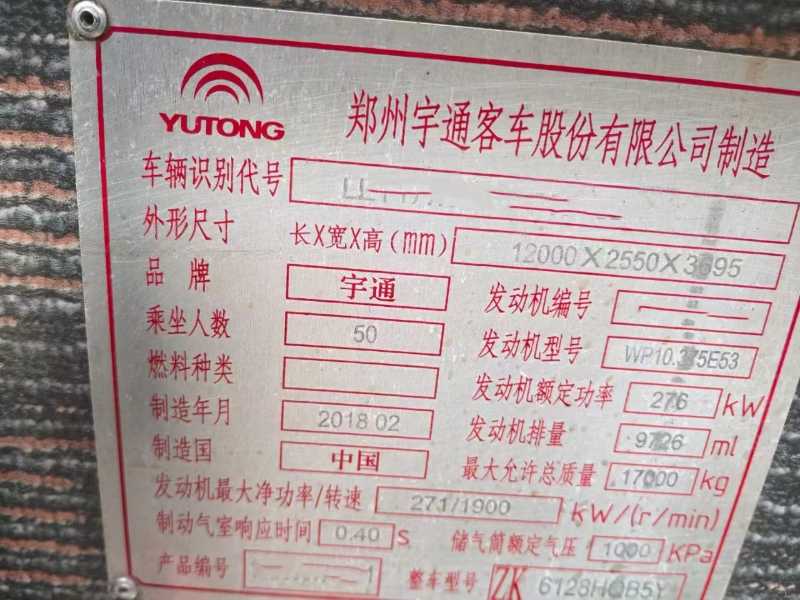 YUTONG
郑州宇通客车股份有限公司制造
车辆识别代号
外形尺寸 长X宽X高(mm) 12000X2550X3695
品牌 宇通 发动机编号
乘坐人数 50 发动机型号 WP10.375E53
燃料种类 发动机额定功率 276 kW
制造年月 2018 02 发动机排量 9726 ml
制造国 中国 最大允许总质量 17000 kg
发动机最大净功率/转速 271/1900 KW/(r/min)
制动气室响应时间 0.40 S 储气筒额定气压 1000 KPa
产品编号 整车型号 ZK 6128HQB5Y